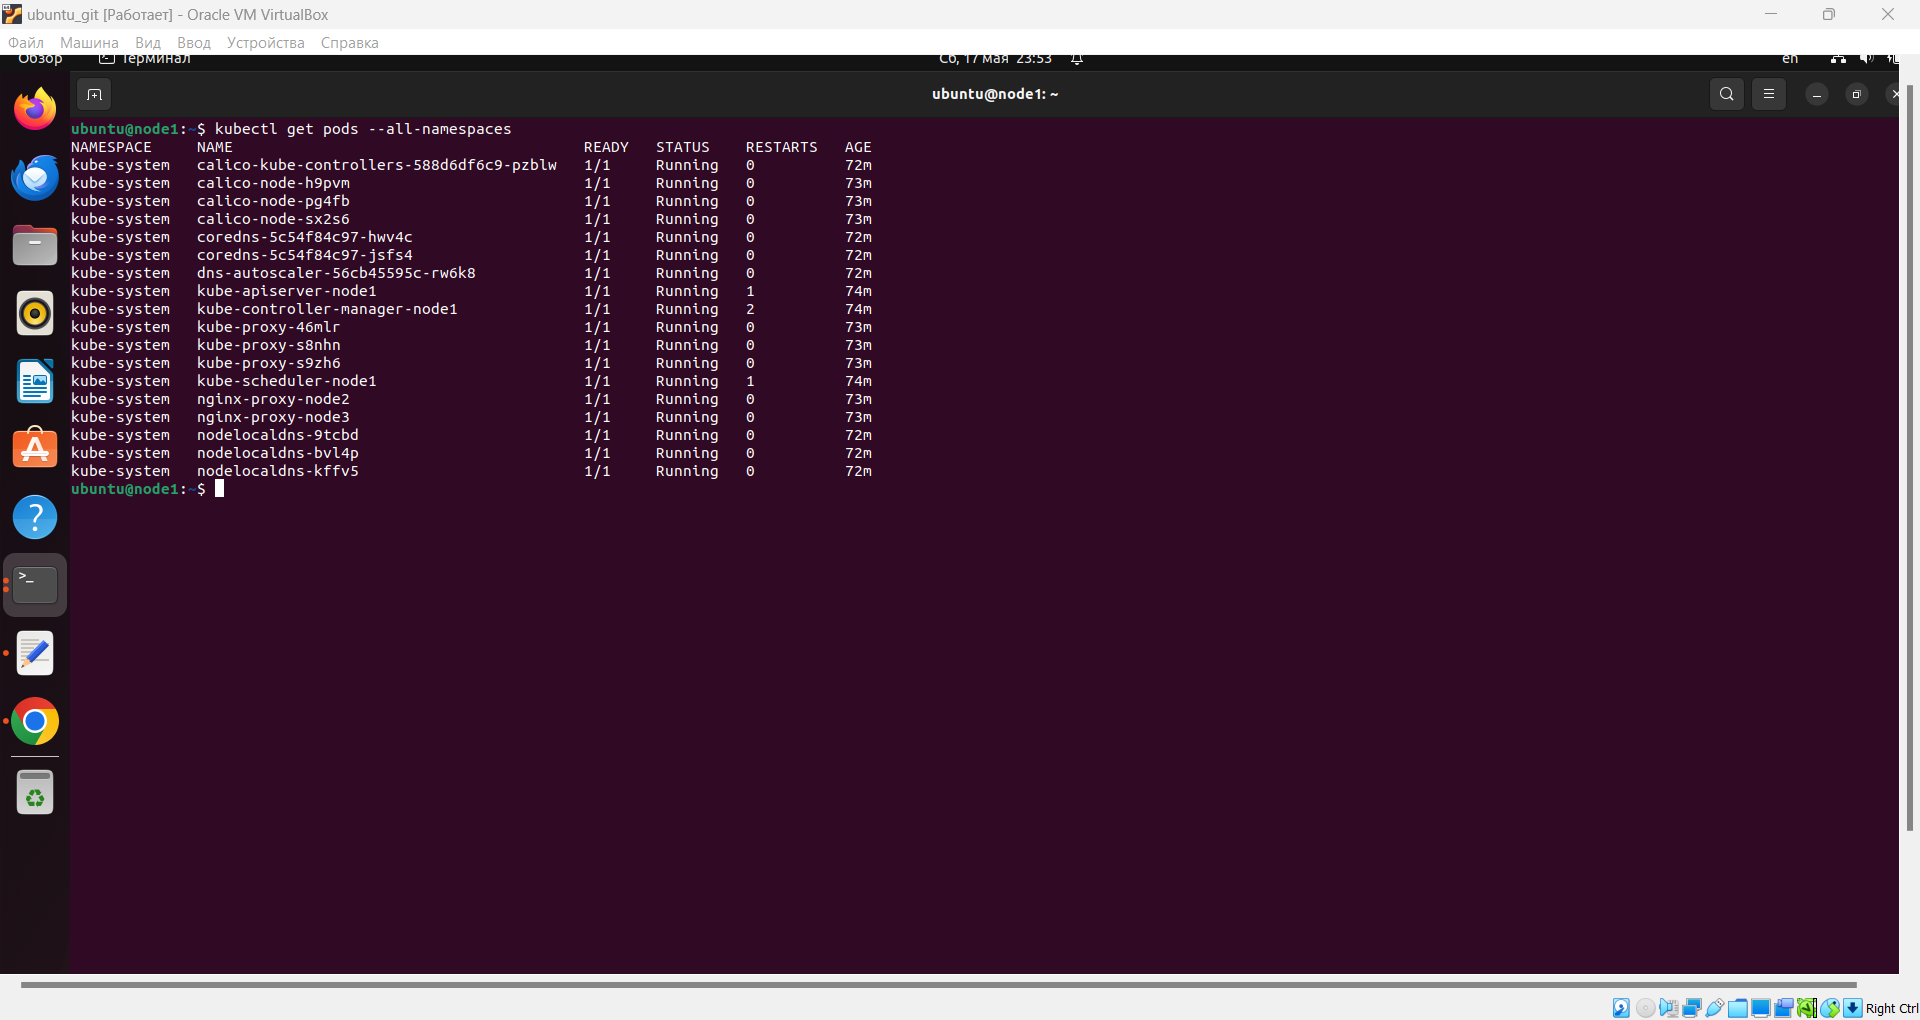 ubuntu_git [Работает] - Oracle VM VirtualBox
Файл Машина Вид Ввод Устройства Справка
Обзор Терминал Сб, 17 мая 23:53 en
ubuntu@node1: ~
ubuntu@node1:~$ kubectl get pods --all-namespaces
NAMESPACE NAME READY STATUS RESTARTS AGE
kube-system calico-kube-controllers-588d6df6c9-pzblw 1/1 Running 0 72m
kube-system calico-node-h9pvm 1/1 Running 0 73m
kube-system calico-node-pg4fb 1/1 Running 0 73m
kube-system calico-node-sx2s6 1/1 Running 0 73m
kube-system coredns-5c54f84c97-hwv4c 1/1 Running 0 72m
kube-system coredns-5c54f84c97-jsfs4 1/1 Running 0 72m
kube-system dns-autoscaler-56cb45595c-rw6k8 1/1 Running 0 72m
kube-system kube-apiserver-node1 1/1 Running 1 74m
kube-system kube-controller-manager-node1 1/1 Running 2 74m
kube-system kube-proxy-46mlr 1/1 Running 0 73m
kube-system kube-proxy-s8nhn 1/1 Running 0 73m
kube-system kube-proxy-s9zh6 1/1 Running 0 73m
kube-system kube-scheduler-node1 1/1 Running 1 74m
kube-system nginx-proxy-node2 1/1 Running 0 73m
kube-system nginx-proxy-node3 1/1 Running 0 73m
kube-system nodelocaldns-9tcbd 1/1 Running 0 72m
kube-system nodelocaldns-bvl4p 1/1 Running 0 72m
kube-system nodelocaldns-kffv5 1/1 Running 0 72m
ubuntu@node1:~$
Right Ctrl